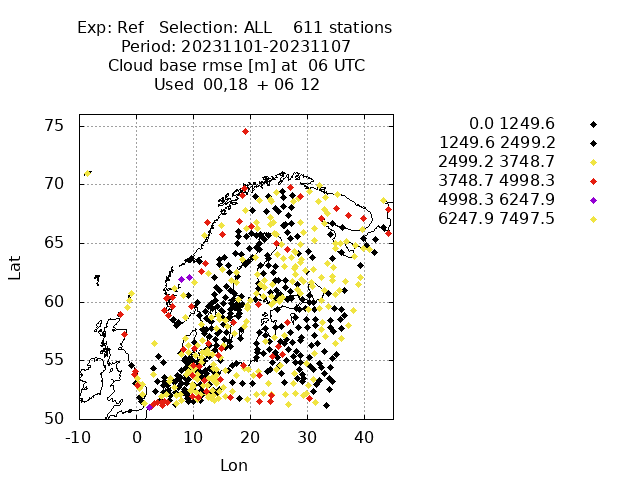 Exp: Ref Selection: ALL 611 stations
Period: 20231101-20231107
Cloud base rmse [m] at 06 UTC
Used 00,18 + 06 12
0.0 1249.6
1249.6 2499.2
2499.2 3748.7
3748.7 4998.3
4998.3 6247.9
6247.9 7497.5
75
70
65
60
55
50
Lat
-10 0 10 20 30 40
Lon